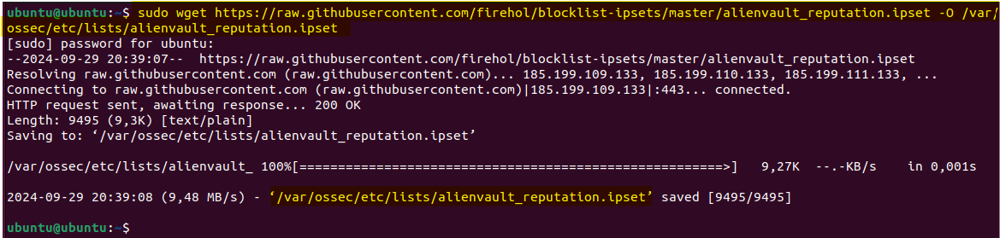 ubuntu@ubuntu:~$ sudo wget https://raw.githubusercontent.com/firehol/blocklist-ipsets/master/alienvault_reputation.ipset -O /var/
ossec/etc/lists/alienvault_reputation.ipset
[sudo] password for ubuntu:
--2024-09-29 20:39:07--  https://raw.githubusercontent.com/firehol/blocklist-ipsets/master/alienvault_reputation.ipset
Resolving raw.githubusercontent.com (raw.githubusercontent.com)... 185.199.109.133, 185.199.110.133, 185.199.111.133, ...
Connecting to raw.githubusercontent.com (raw.githubusercontent.com)|185.199.109.133|:443... connected.
HTTP request sent, awaiting response... 200 OK
Length: 9495 (9,3K) [text/plain]
Saving to: ‘/var/ossec/etc/lists/alienvault_reputation.ipset’
/var/ossec/etc/lists/alienvault_ 100%[========================================================>]   9,27K  --.-KB/s    in 0,001s
2024-09-29 20:39:08 (9,48 MB/s) - ‘/var/ossec/etc/lists/alienvault_reputation.ipset’ saved [9495/9495]
ubuntu@ubuntu:~$